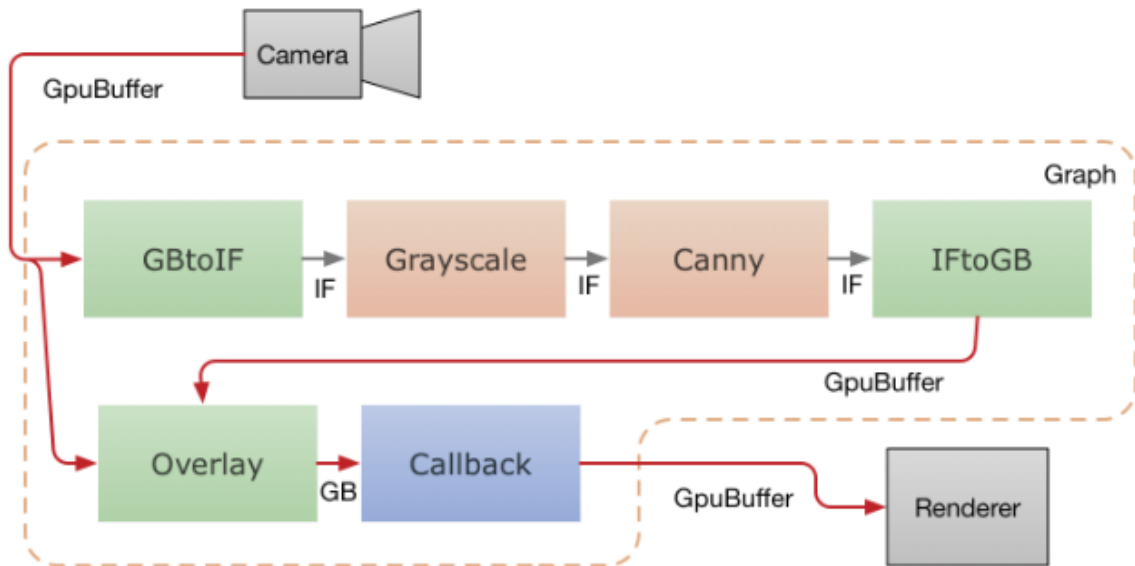 Camera
GpuBuffer
Graph
GBtoIF
IF
Grayscale
IF
Canny
IF
IFtoGB
GpuBuffer
Overlay
GB
Callback
GpuBuffer
Renderer